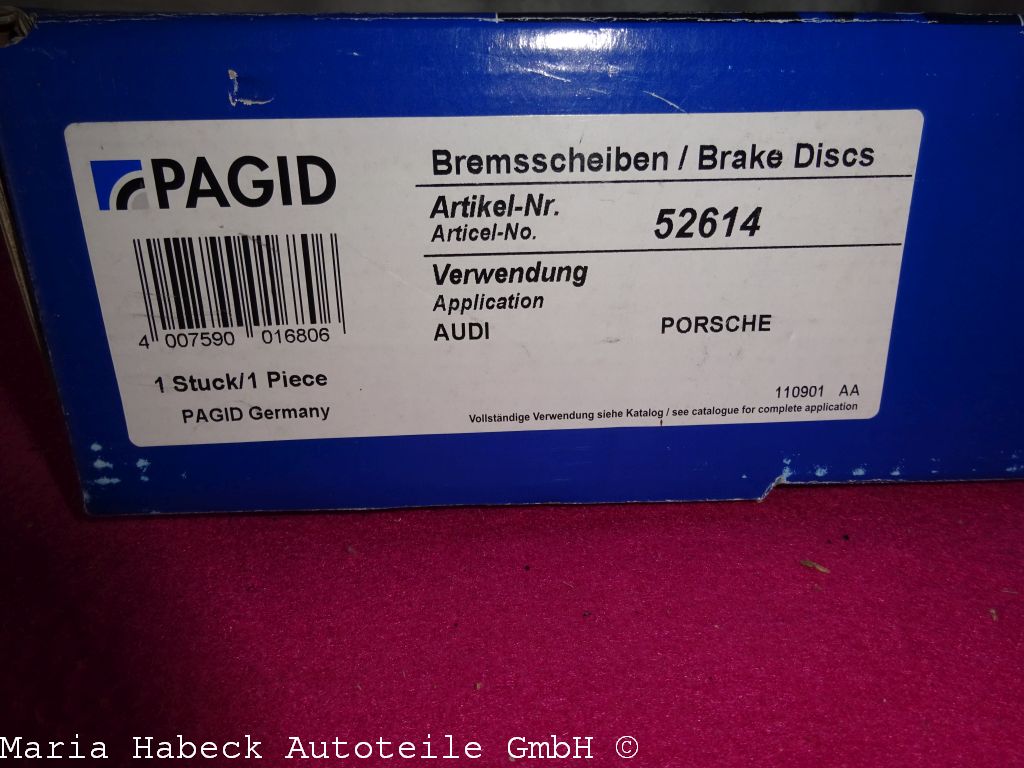 PAGID
4 007590 016806
1 Stuck/1 Piece
PAGID Germany
Bremsscheiben / Brake Discs
Artikel-Nr.
Articel-No.
52614
Verwendung
Application
AUDI PORSCHE
110901 AA
Vollständige Verwendung siehe Katalog / see catalogue for complete application
Maria Habeck Autoteile GmbH ©